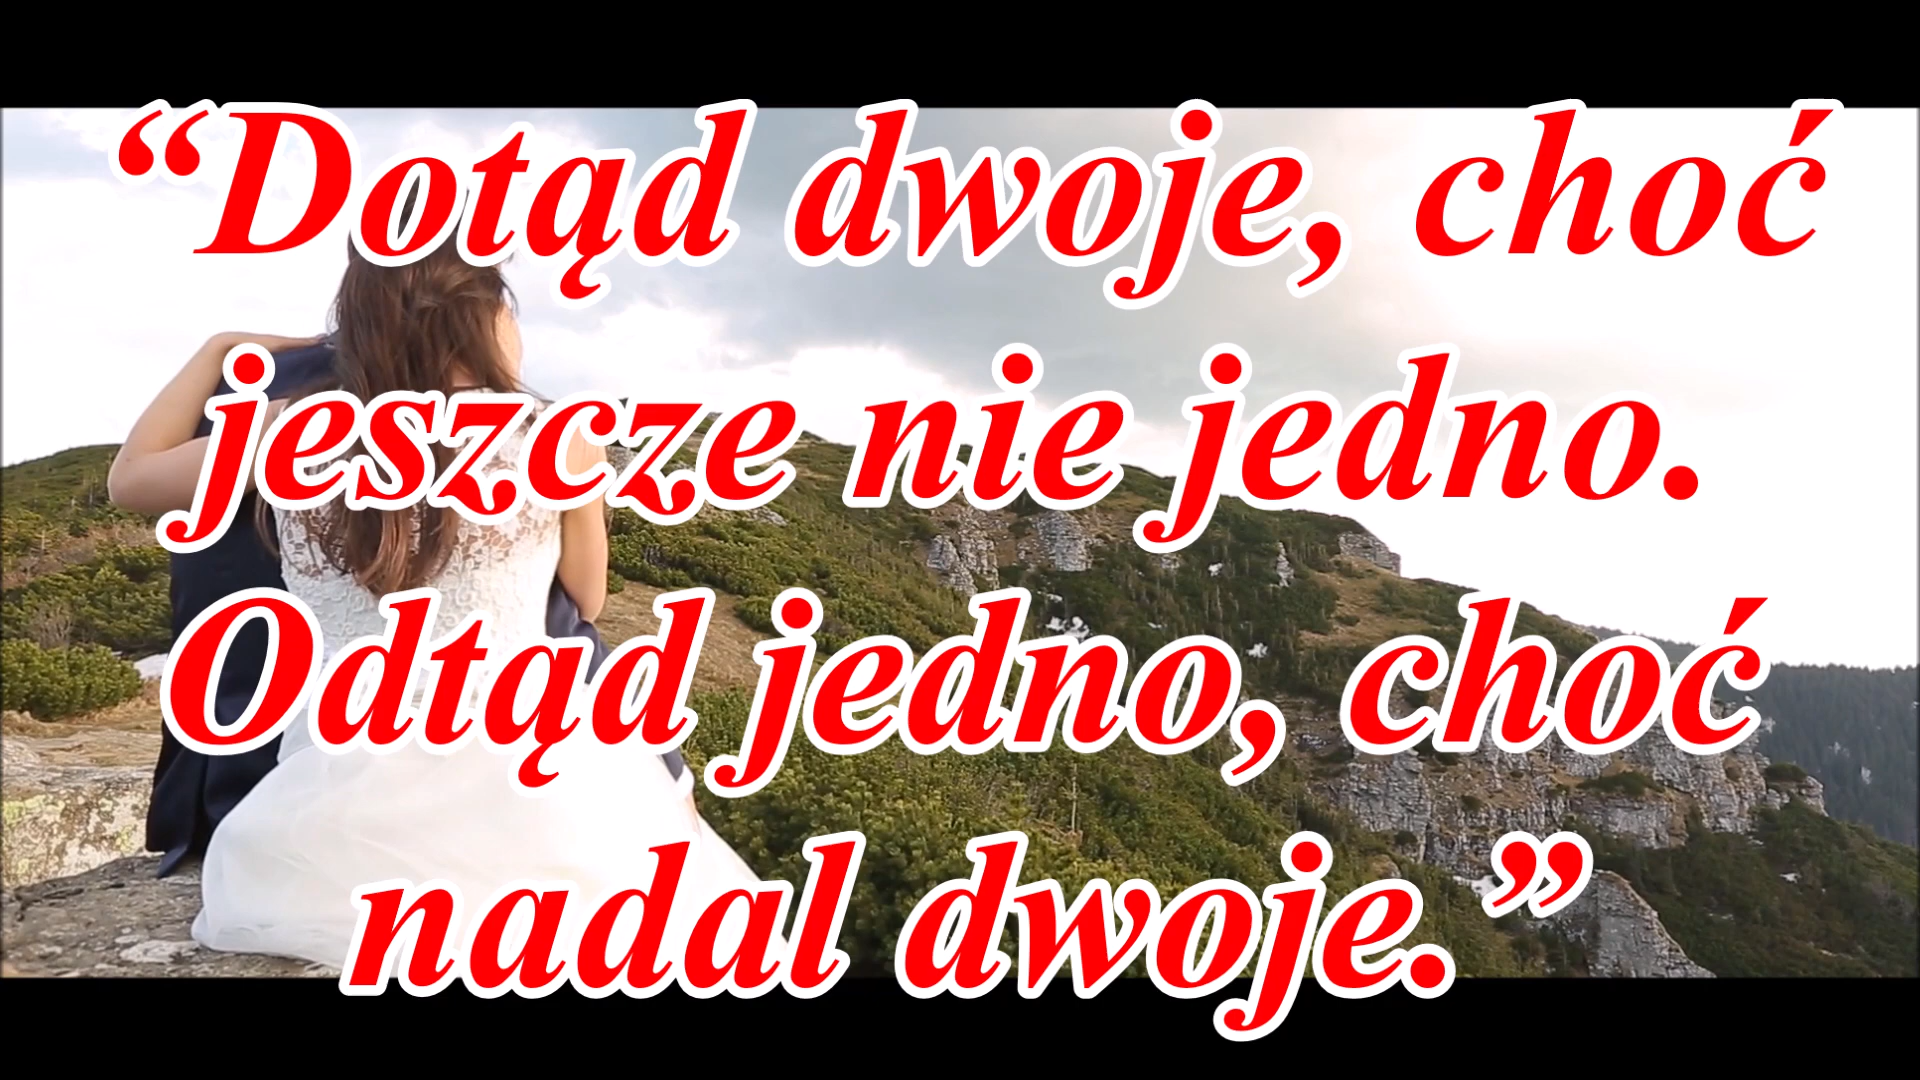 “Dotąd dwoje, choć
jeszcze nie jedno.
Odtąd jedno, choć
nadal dwoje.”